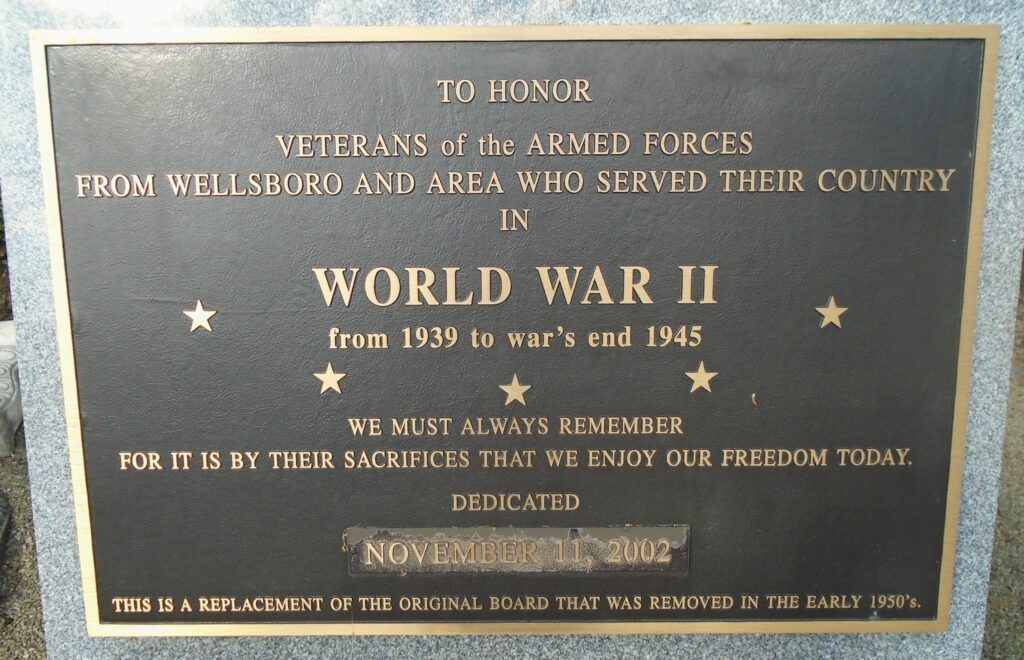 TO HONOR
VETERANS of the ARMED FORCES
FROM WELLSBORO AND AREA WHO SERVED THEIR COUNTRY
IN
WORLD WAR II
from 1939 to war's end 1945
WE MUST ALWAYS REMEMBER
FOR IT IS BY THEIR SACRIFICES THAT WE ENJOY OUR FREEDOM TODAY.
DEDICATED
NOVEMBER 11, 2002
THIS IS A REPLACEMENT OF THE ORIGINAL BOARD THAT WAS REMOVED IN THE EARLY 1950's.